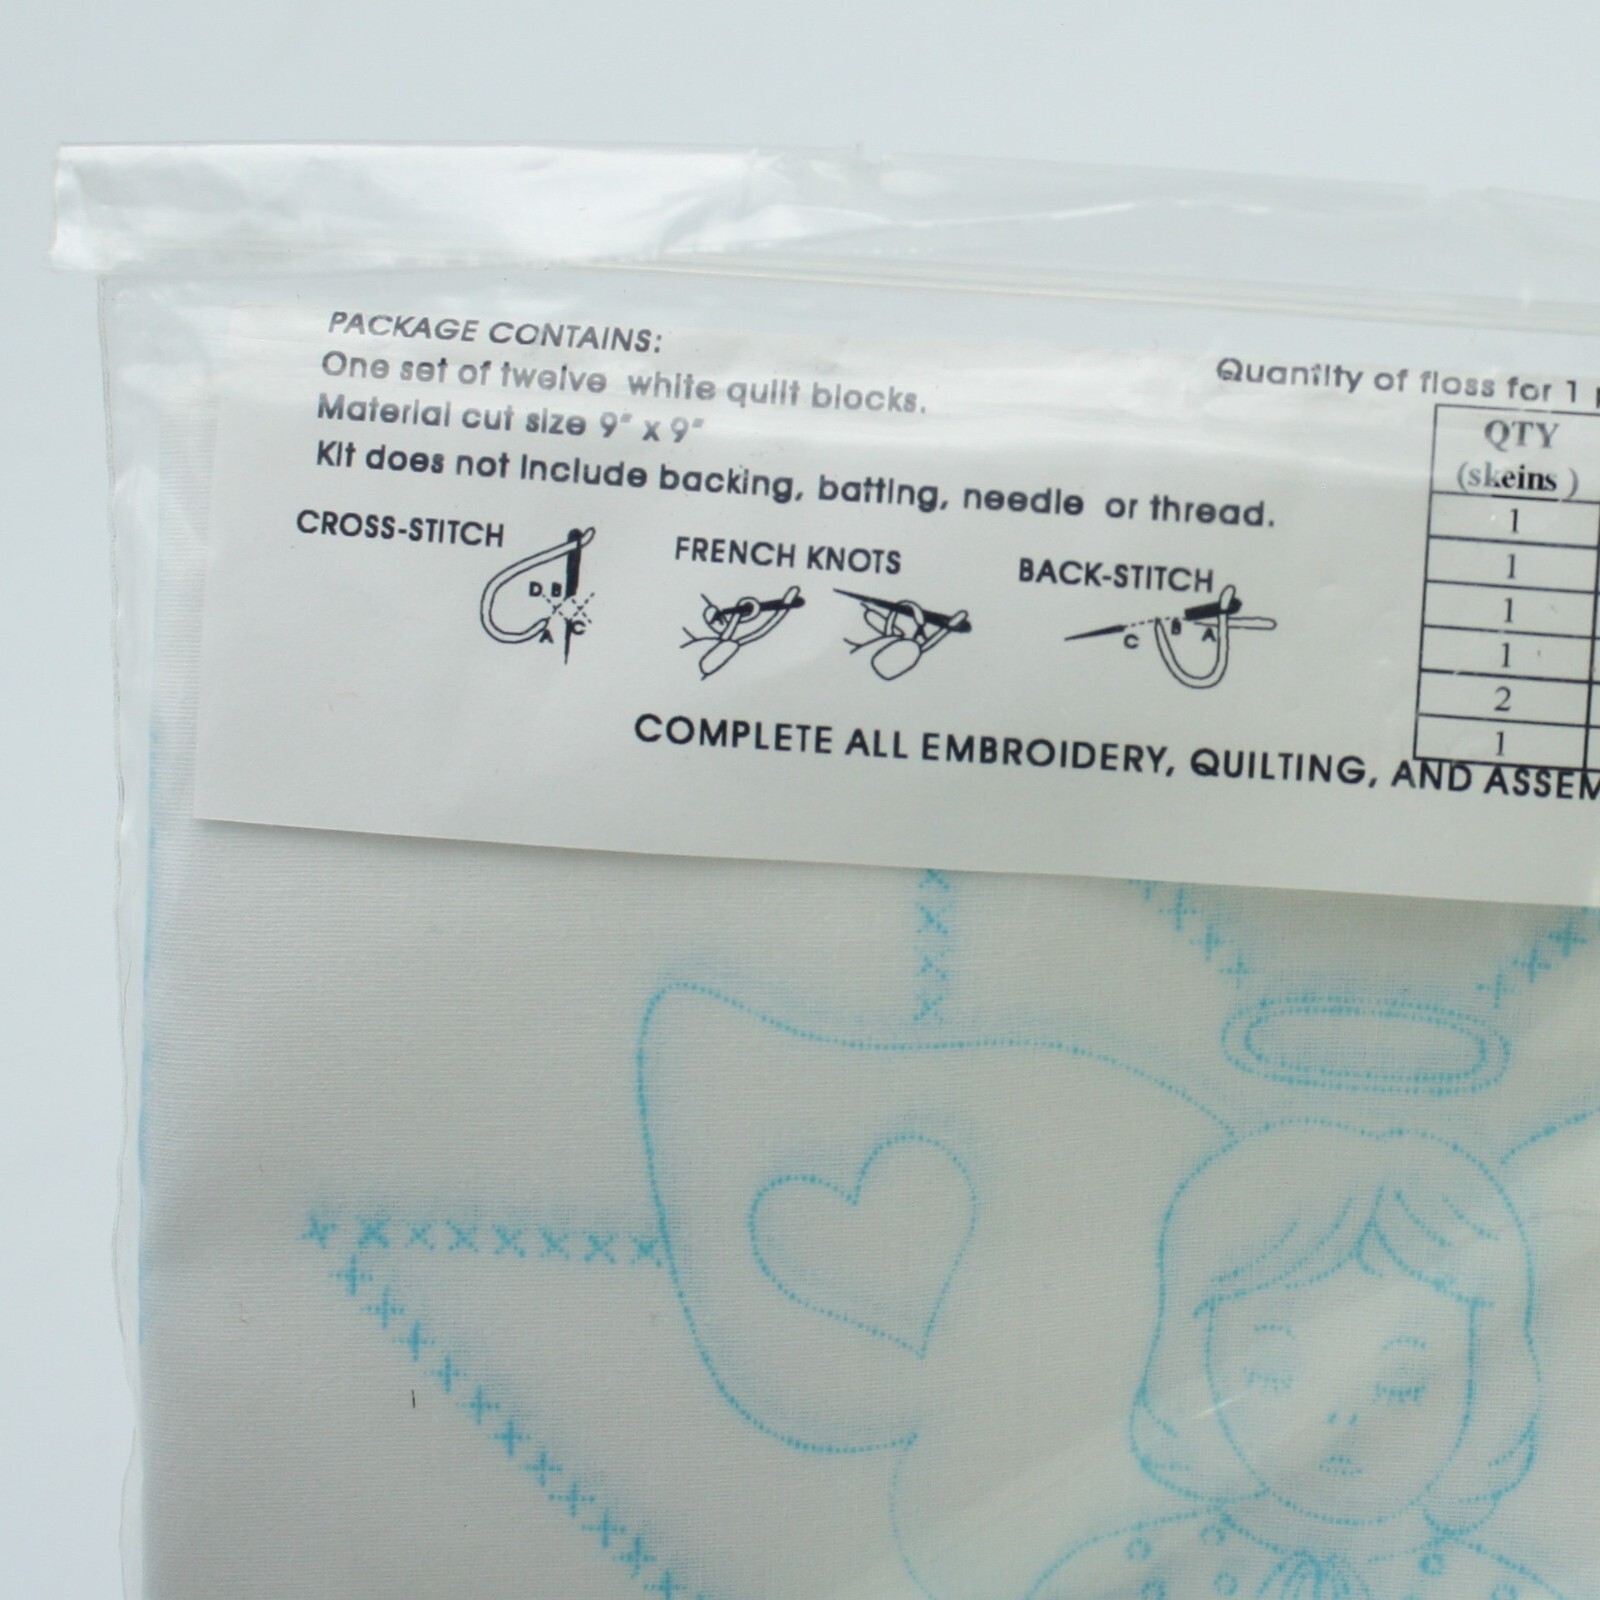 PACKAGE CONTAINS:
One set of twelve white quilt blocks.
Material cut size 9" x 9"
Kit does not include backing, batting, needle or thread.
CROSS-STITCH
D. B
A
C
FRENCH KNOTS
A
A
BACK-STITCH
C
B
A
COMPLETE ALL EMBROIDERY, QUILTING, AND
Quantity of floss for 1
QTY
(skeins )
1
1
1
1
2
1